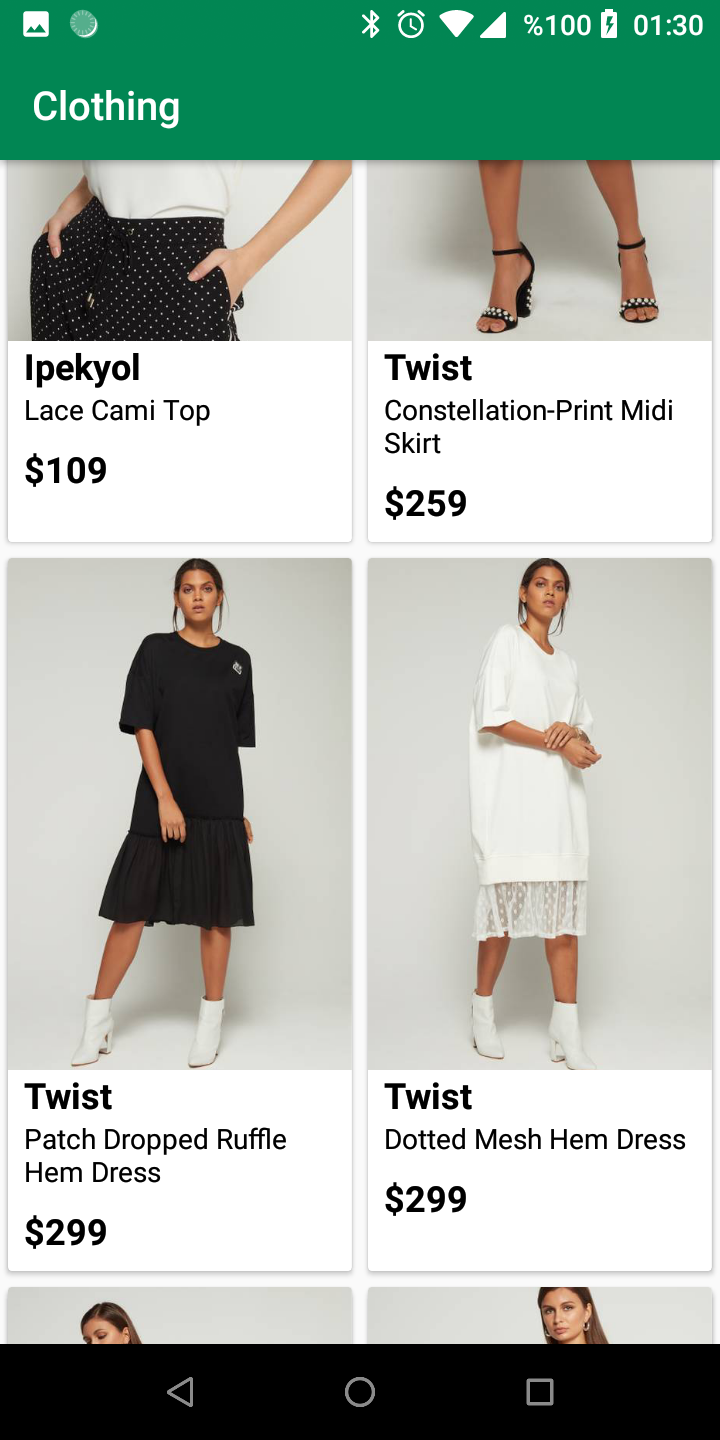 %100 01:30
Clothing
Ipekyol
Lace Cami Top
$109
Twist
Constellation-Print Midi
Skirt
$259
Twist
Patch Dropped Ruffle
Hem Dress
$299
Twist
Dotted Mesh Hem Dress
$299